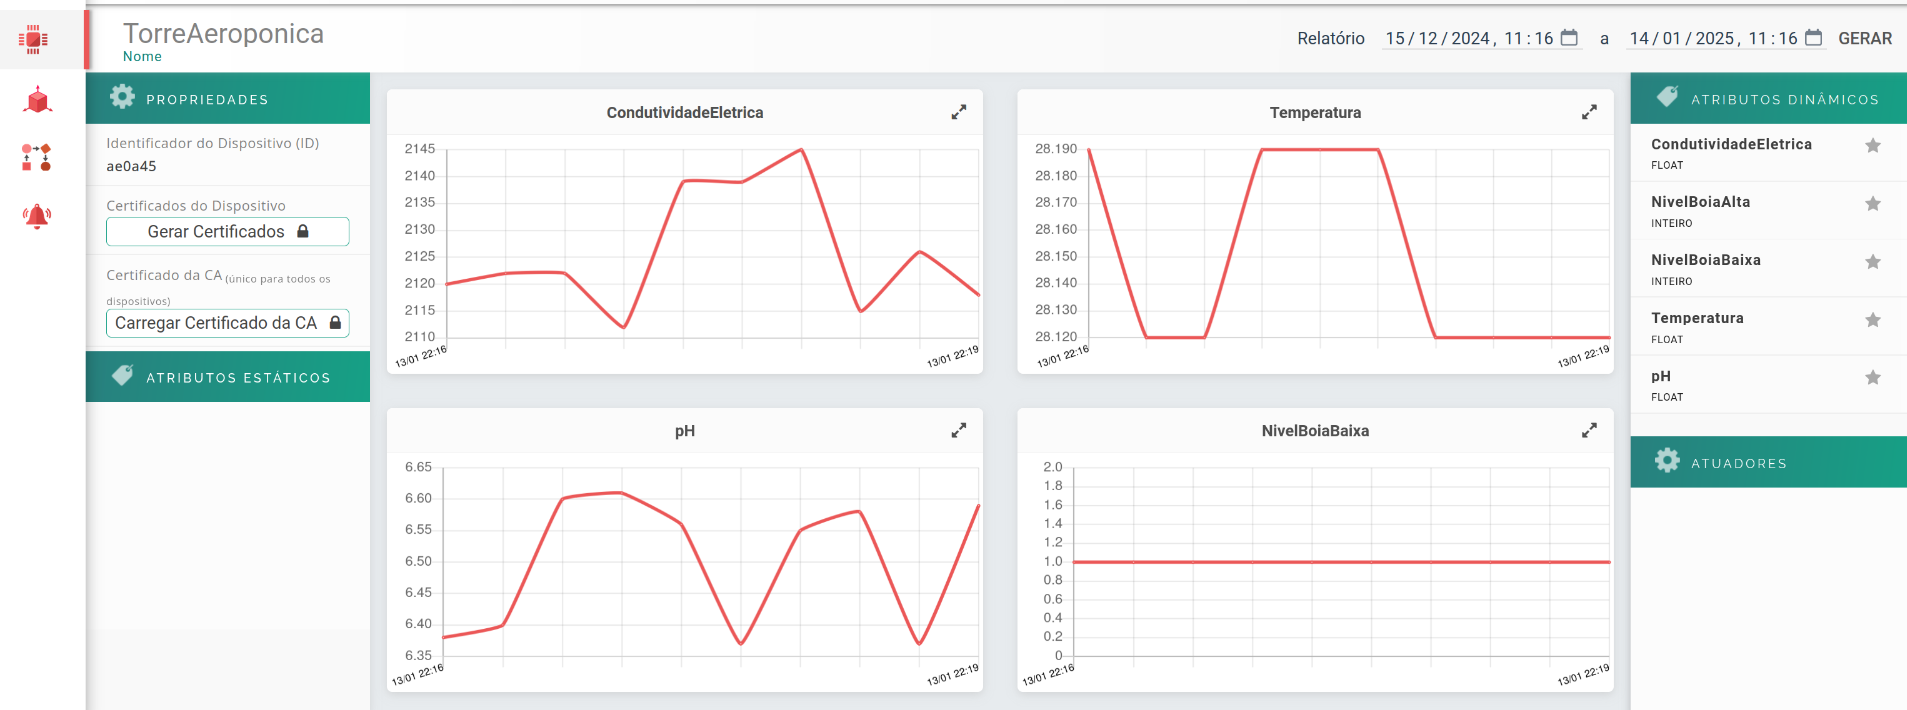 TorreAeroponica
Nome
Relatório 15/12/2024, 11:16 a 14/01/2025, 11:16 GERAR
PROPRIEDADES
Identificador do Dispositivo (ID)
ae0a45
Certificados do Dispositivo
Gerar Certificados
Certificado da CA (único para todos os
dispositivos)
Carregar Certificado da CA
ATRIBUTOS ESTÁTICOS
CondutividadeEletrica
2145
2140
2135
2130
2125
2120
2115
2110
13/01 22:16
13/01 22:19
Temperatura
28.190
28.180
28.170
28.160
28.150
28.140
28.130
28.120
13/01 22:16
13/01 22:19
pH
6.65
6.60
6.55
6.50
6.45
6.40
6.35
13/01 22:16
13/01 22:19
NivelBoiaBaixa
2.0
1.8
1.6
1.4
1.2
1.0
0.8
0.6
0.4
0.2
0
13/01 22:16
13/01 22:19
ATRIBUTOS DINÂMICOS
CondutividadeEletrica
FLOAT
NivelBoiaAlta
INTEIRO
NivelBoiaBaixa
INTEIRO
Temperatura
FLOAT
pH
FLOAT
ATUADORES